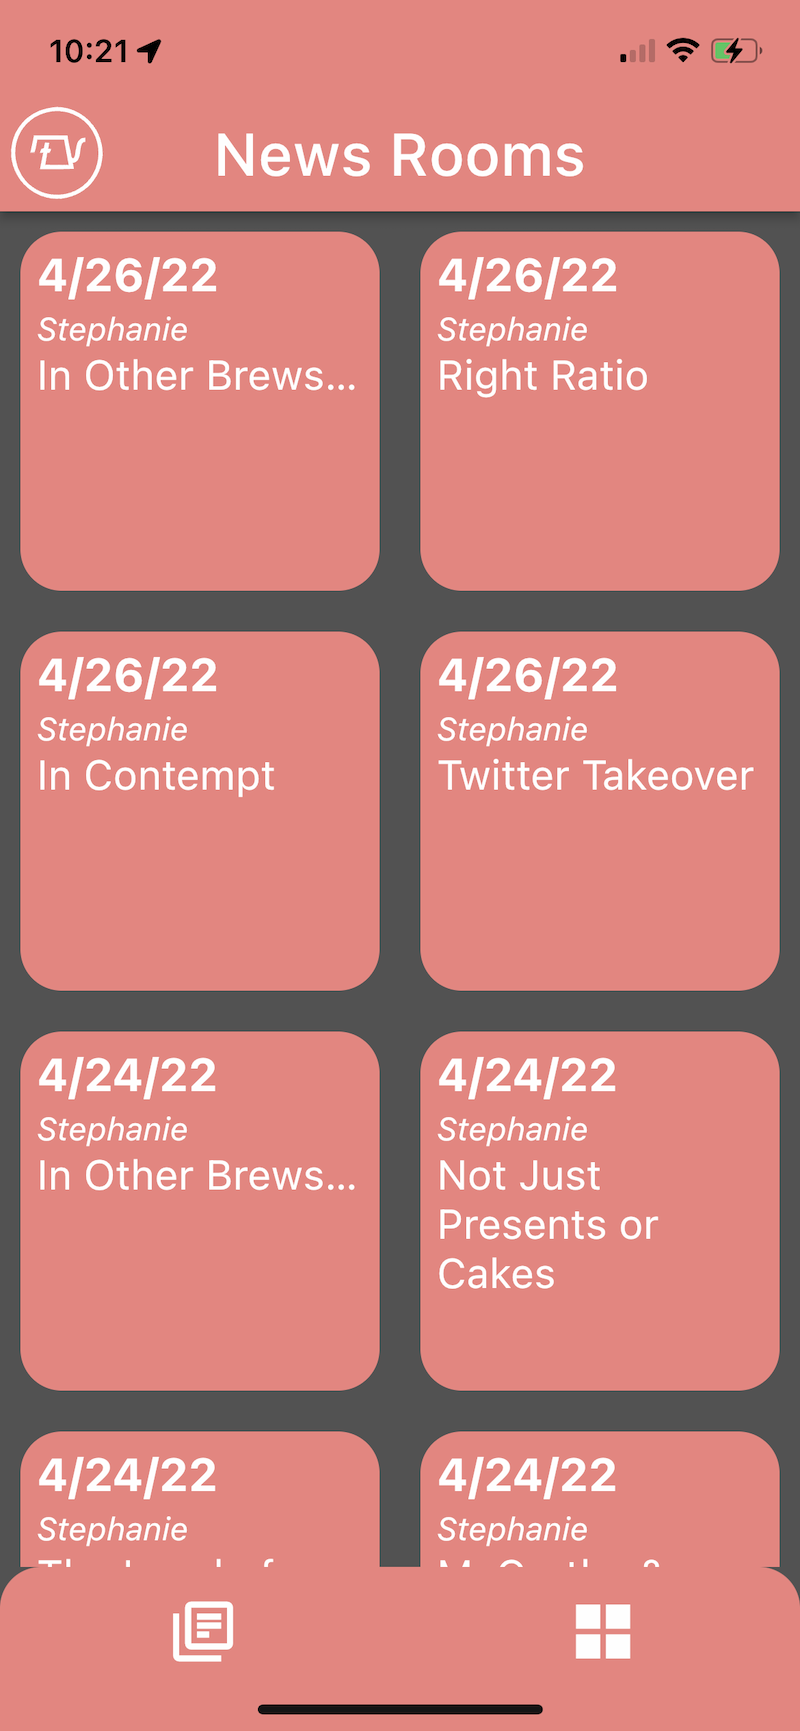 10:21
News Rooms
4/26/22
Stephanie
In Other Brews...
4/26/22
Stephanie
Right Ratio
4/26/22
Stephanie
In Contempt
4/26/22
Stephanie
Twitter Takeover
4/24/22
Stephanie
In Other Brews...
4/24/22
Stephanie
Not Just
Presents or
Cakes
4/24/22
Stephanie
4/24/22
Stephanie